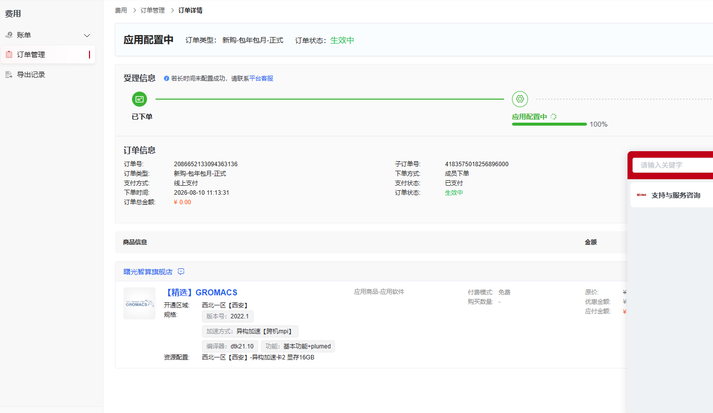 费用
账单
订单管理
导出记录
费用 > 订单管理 > 订单详情
应用配置中 订单类型: 新购-包年包月-正式 订单状态: 生效中
受理信息 若长时间未配置成功，请联系平台客服
已下单
应用配置中
100%
订单信息
订单号: 2086652133094363136 子订单号: 4183575018256896000
订单类型: 新购-包年包月-正式 下单方式: 成员下单
支付方式: 线上支付 支付状态: 已支付
下单时间: 2026-08-10 11:13:31 订单状态: 生效中
订单总金额: ¥ 0.00
请输入关键字
支持与服务咨询
商品信息 金额
曙光智算旗舰店
【精选】GROMACS 应用商品-应用软件 付费模式: 免费 原价: ¥
开通区域: 西北一区【西安】 购买数量: - 优惠金额: ¥
规格: 版本号: 2022.1 应付金额: ¥
加速方式: 异构加速【跨机mpi】
编译器: dtk21.10 功能: 基本功能+plumed
资源配置: 西北一区【西安】-异构加速卡2 显存16GB
GROMACS